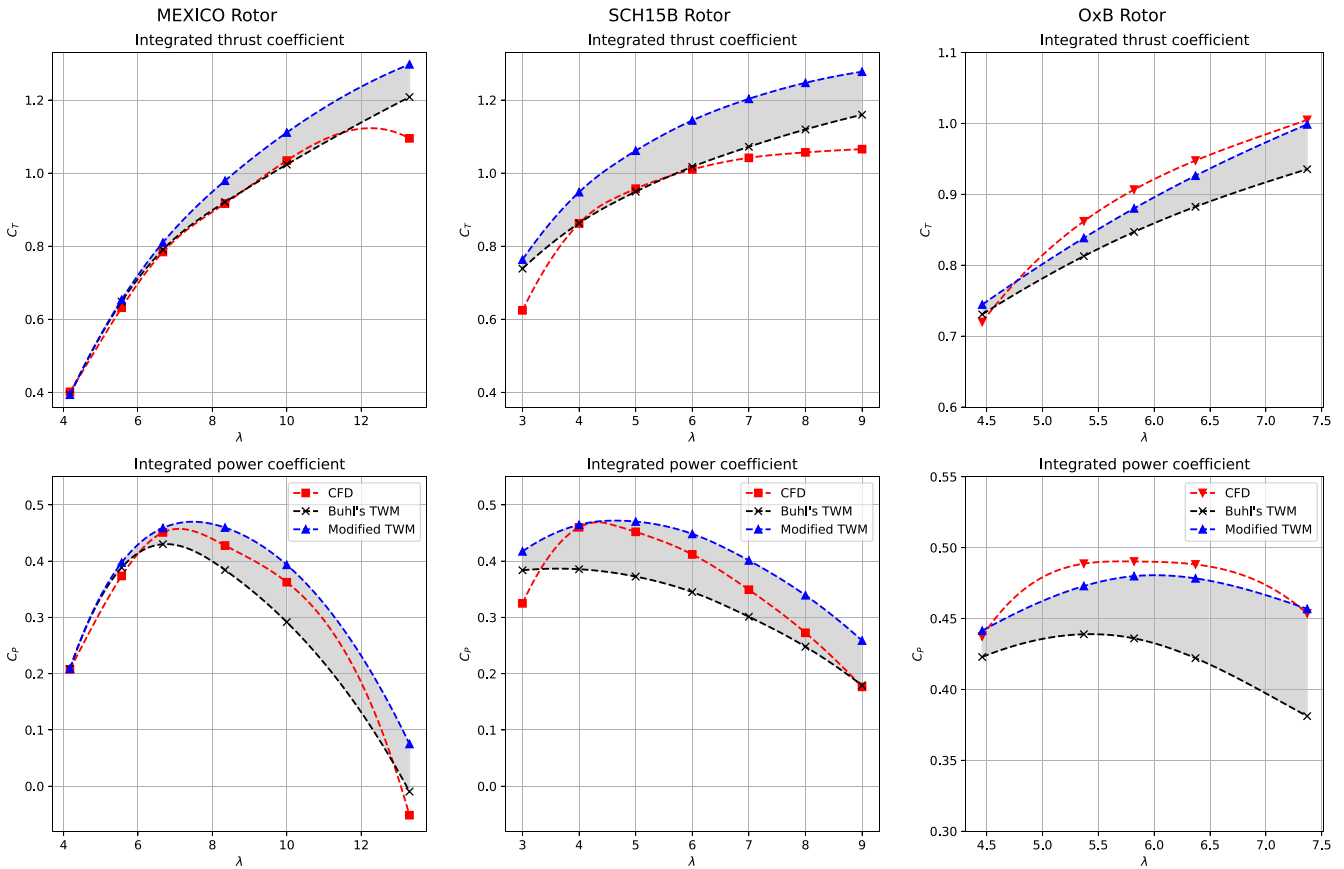 MEXICO Rotor
SCH15B Rotor
OxB Rotor
Integrated thrust coefficient
Integrated thrust coefficient
Integrated thrust coefficient
C_T
1.2
1.0
0.8
0.6
0.4
4 6 8 10 12
λ
C_T
1.2
1.0
0.8
0.6
0.4
3 4 5 6 7 8 9
λ
C_T
1.1
1.0
0.9
0.8
0.7
0.6
4.5 5.0 5.5 6.0 6.5 7.0 7.5
λ
Integrated power coefficient
Integrated power coefficient
Integrated power coefficient
C_P
0.5
0.4
0.3
0.2
0.1
0.0
CFD
Buhl's TWM
Modified TWM
4 6 8 10 12
λ
C_P
0.5
0.4
0.3
0.2
0.1
0.0
CFD
Buhl's TWM
Modified TWM
3 4 5 6 7 8 9
λ
C_P
0.55
0.50
0.45
0.40
0.35
0.30
CFD
Buhl's TWM
Modified TWM
4.5 5.0 5.5 6.0 6.5 7.0 7.5
λ